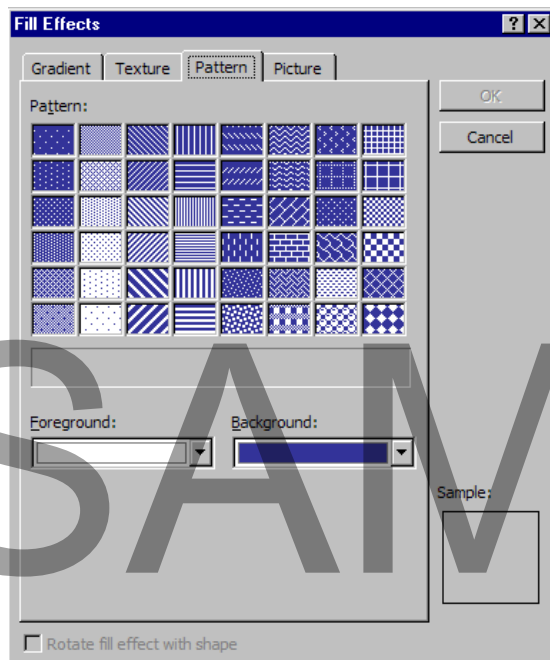 Fill Effects
Gradient Texture Pattern Picture
OK
Pattern:
Cancel
Foreground: Background:
Sample:
SAM
Rotate fill effect with shape